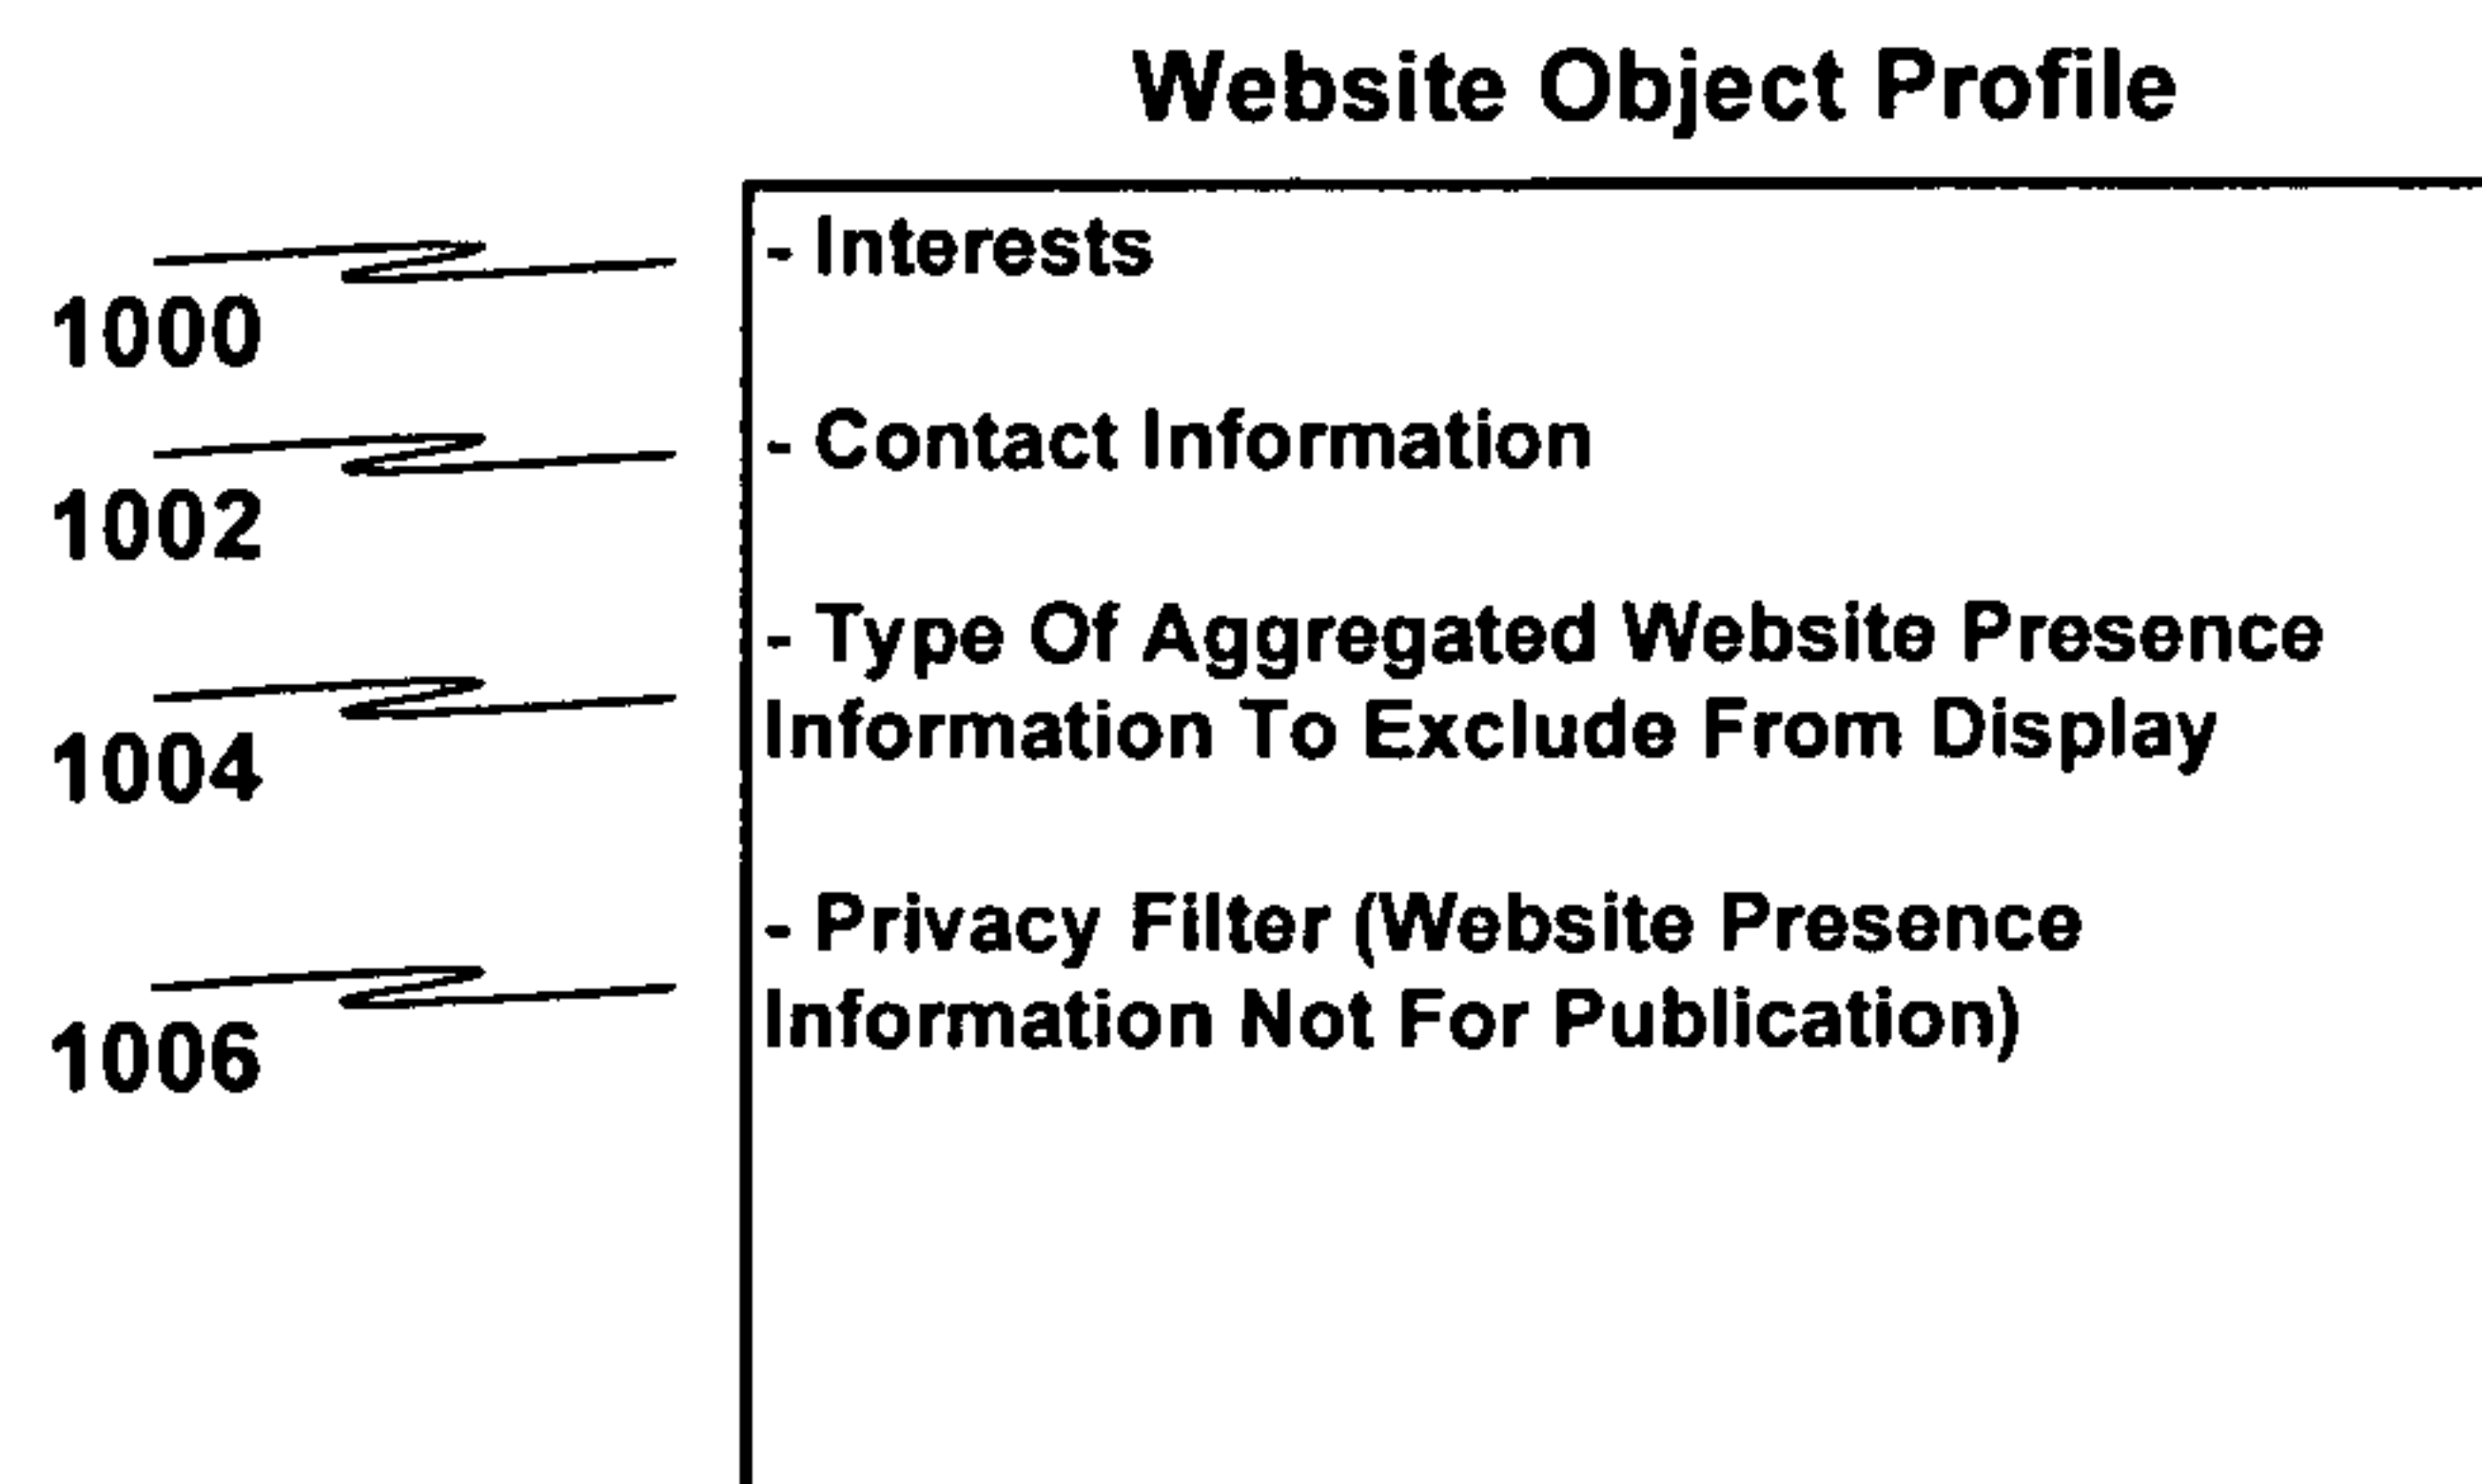 Website Object Profile
- Interests
1000
- Contact Information
1002
- Type Of Aggregated Website Presence
Information To Exclude From Display
1004
- Privacy Filter (Website Presence
Information Not For Publication)
1006